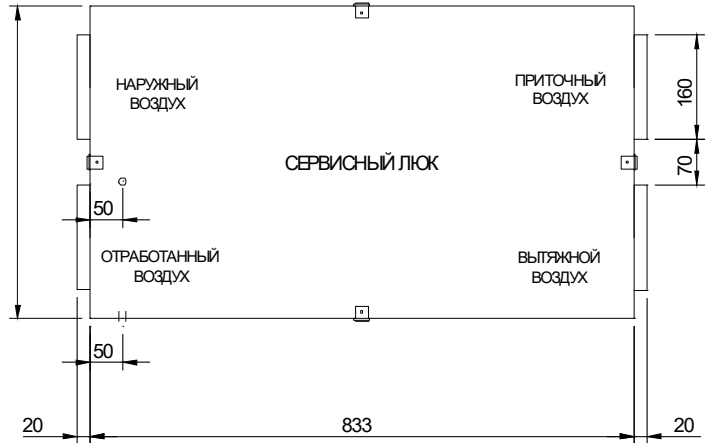 НАРУЖНЫЙ
ВОЗДУХ
ПРИТОЧНЫЙ
ВОЗДУХ
160
СЕРВИСНЫЙ ЛЮК
70
50
ОТРАБОТАННЫЙ
ВОЗДУХ
ВЫТЯЖНОЙ
ВОЗДУХ
50
20
833
20